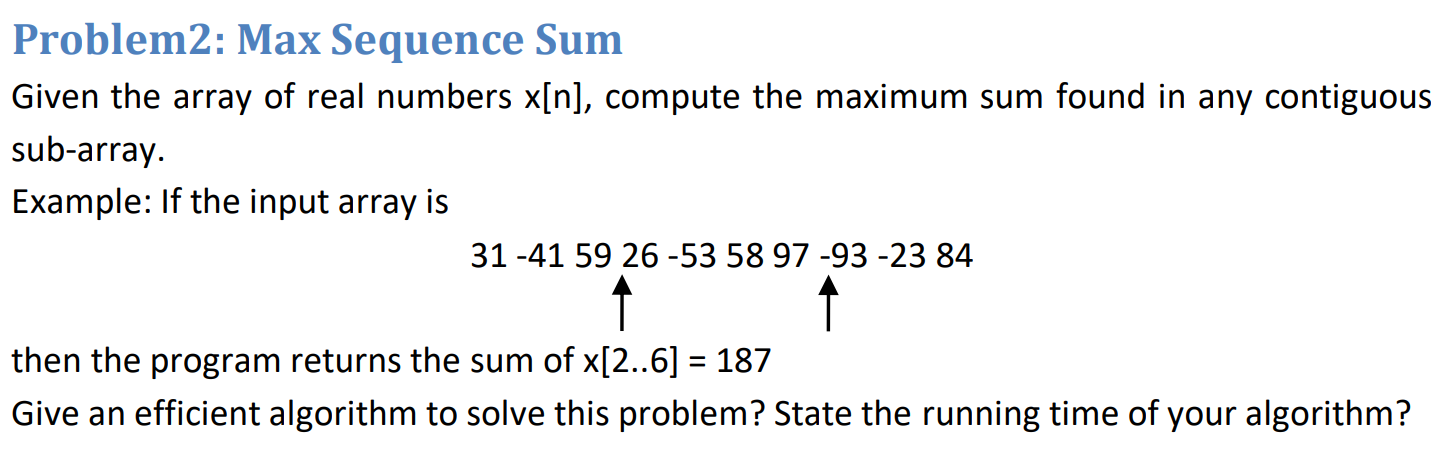 Problem2: Max Sequence Sum
Given the array of real numbers x[n], compute the maximum sum found in any contiguous
sub-array.
Example: If the input array is
31 -41 59 26 -53 58 97 -93 -23 84
then the program returns the sum of x[2..6] = 187
Give an efficient algorithm to solve this problem? State the running time of your algorithm?